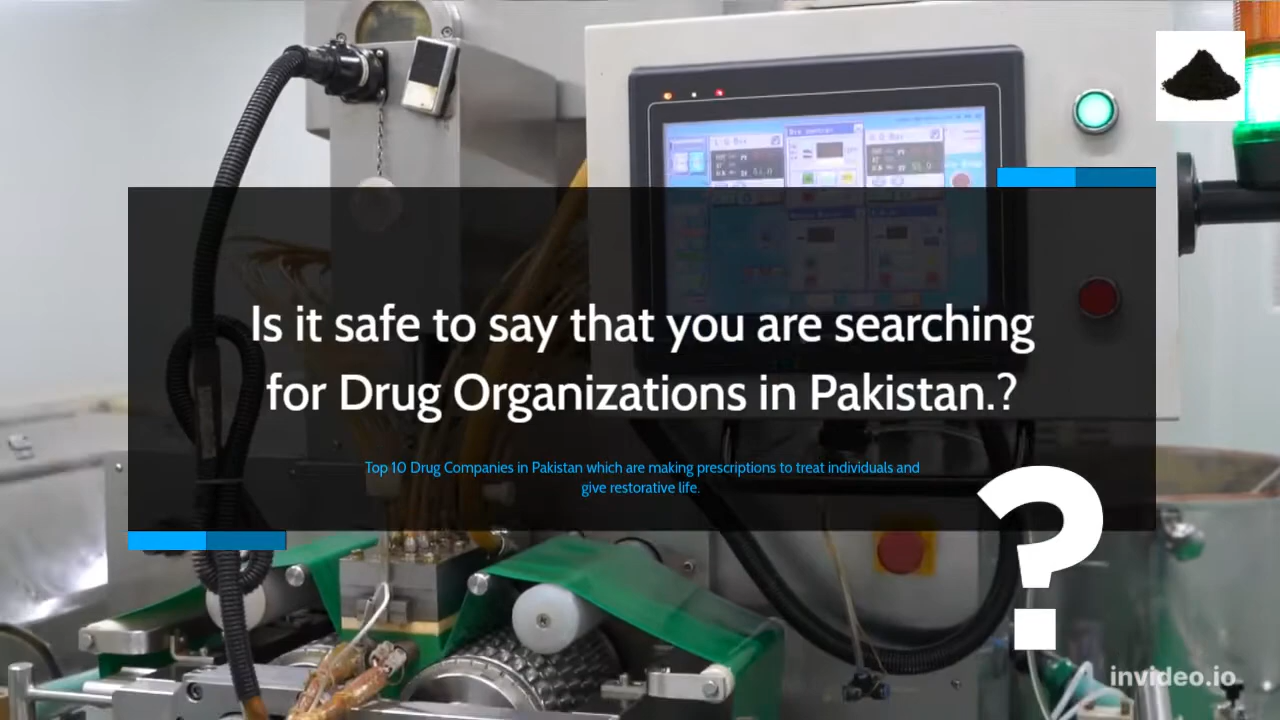 Is it safe to say that you are searching
for Drug Organizations in Pakistan.?
Top 10 Drug Companies in Pakistan which are making prescriptions to treat individuals and
give restorative life.
?
invideo.io